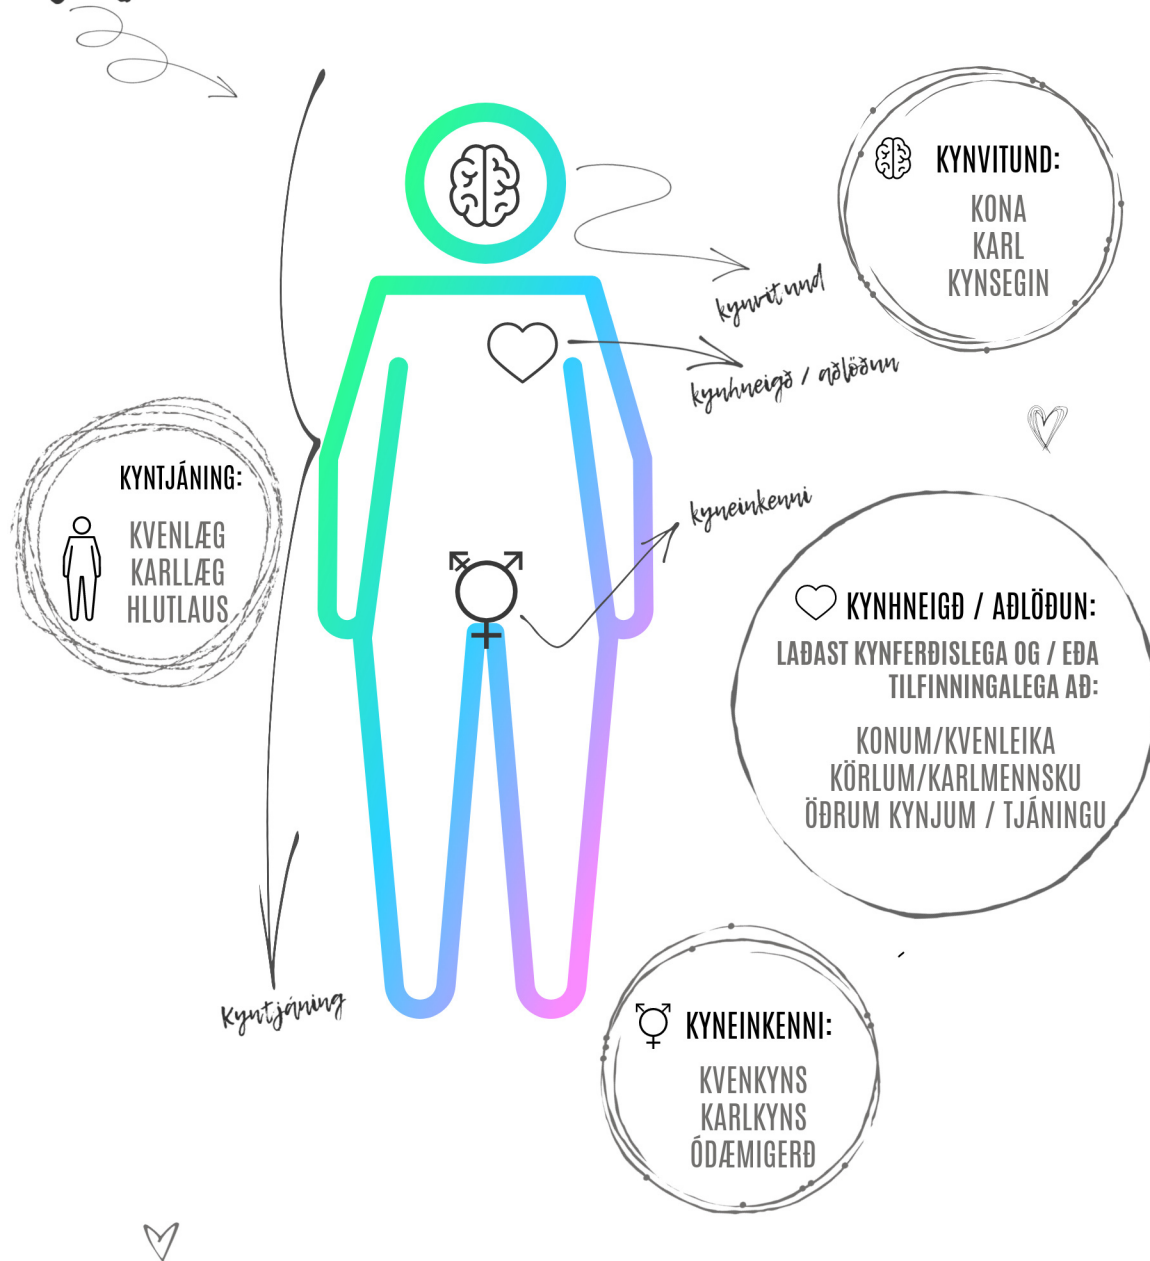 KYNVITUND:
KONA
KARL
KYNSEGIN
kynvitund
kynhneigð / aðlöðun
KYNTJÁNING:
KVENLÆG
KARLLÆG
HLUTLAUS
kyneinkenni
KYNHNEIGÐ / AÐLÖÐUN:
LAÐAST KYNFERÐISLEGA OG / EÐA
TILFINNINGALEGA AÐ:
KONUM/KVENLEIKA
KÖRLUM/KARLMENNSKU
ÖÐRUM KYNJUM / TJÁNINGU
Kyntjáning
KYNEINKENNI:
KVENKYNS
KARLKYNS
ÓDÆMIGERÐ